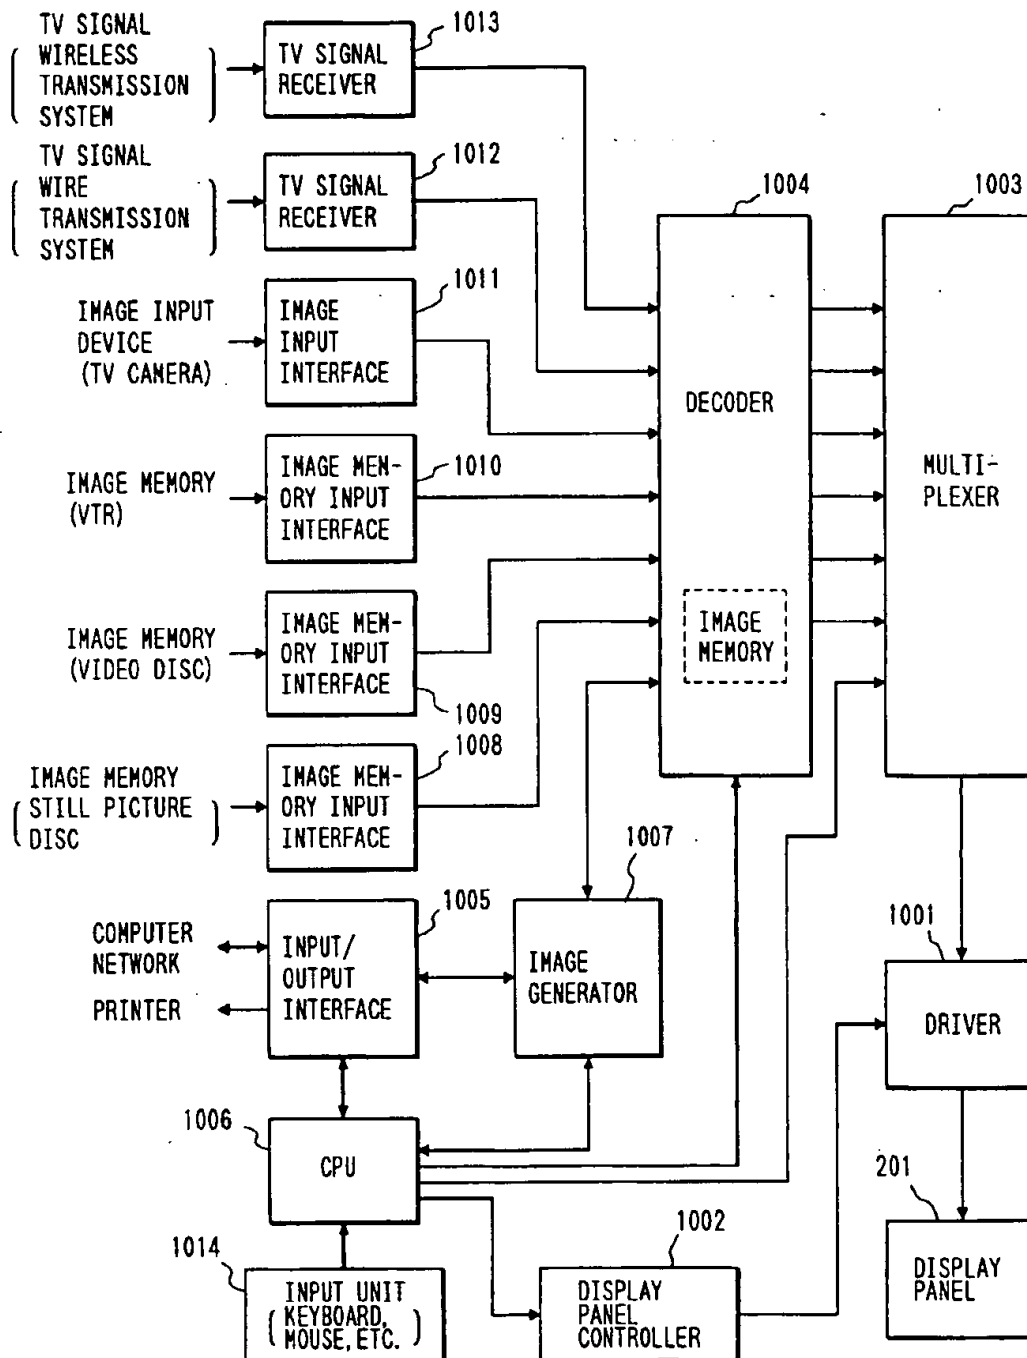 TV SIGNAL
WIRELESS
TRANSMISSION
SYSTEM
TV SIGNAL
RECEIVER
1013
TV SIGNAL
WIRE
TRANSMISSION
SYSTEM
TV SIGNAL
RECEIVER
1012
IMAGE INPUT
DEVICE
(TV CAMERA)
IMAGE
INPUT
INTERFACE
1011
IMAGE MEMORY
(VTR)
IMAGE MEM-
ORY INPUT
INTERFACE
1010
IMAGE MEMORY
(VIDEO DISC)
IMAGE MEM-
ORY INPUT
INTERFACE
1009
IMAGE MEMORY
STILL PICTURE
DISC
IMAGE MEM-
ORY INPUT
INTERFACE
1008
1004
DECODER
IMAGE
MEMORY
1003
MULTI-
PLEXER
COMPUTER
NETWORK
PRINTER
INPUT/
OUTPUT
INTERFACE
1005
IMAGE
GENERATOR
1007
1001
DRIVER
1006
CPU
201
DISPLAY
PANEL
1014
INPUT UNIT
(KEYBOARD,
MOUSE, ETC.)
1002
DISPLAY
PANEL
CONTROLLER